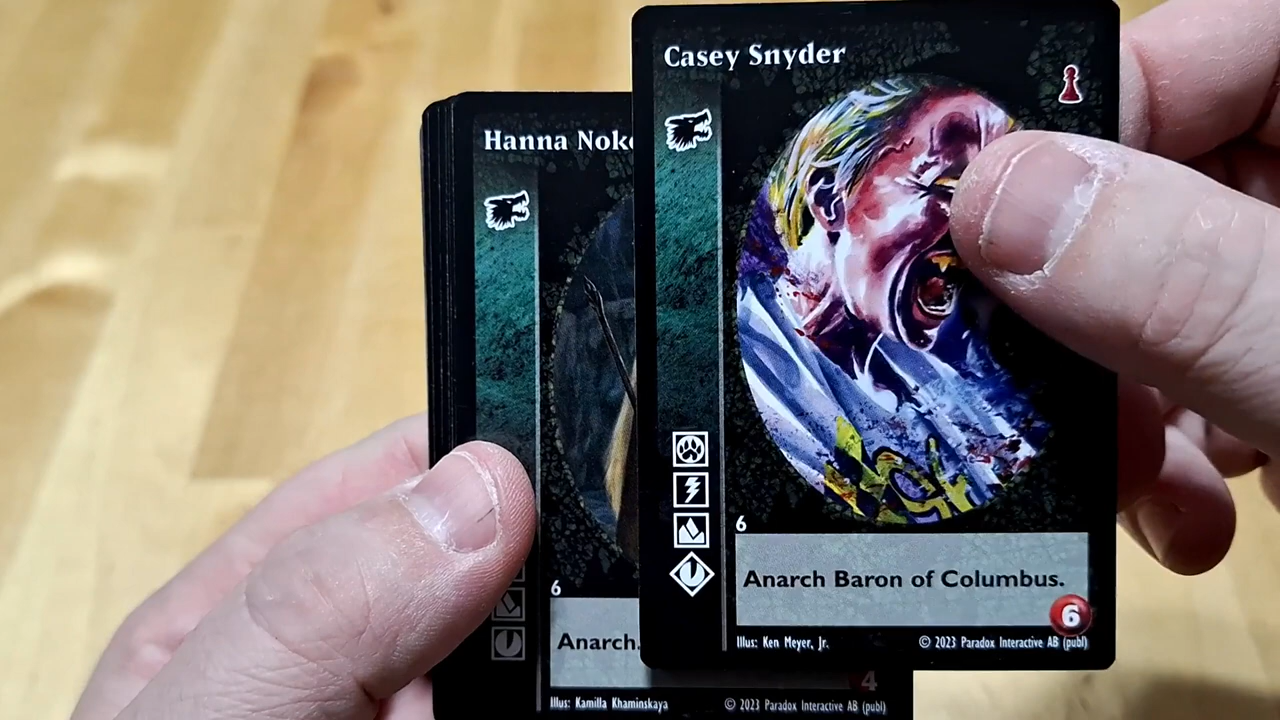 Casey Snyder
6
Anarch Baron of Columbus.
6
Illus: Ken Meyer, Jr.
© 2023 Paradox Interactive AB (publ)
Hanna
6
Anarch.
4
Illus: Kamilla Khaminskaya
© 2023 Paradox Interactive AB (publ)